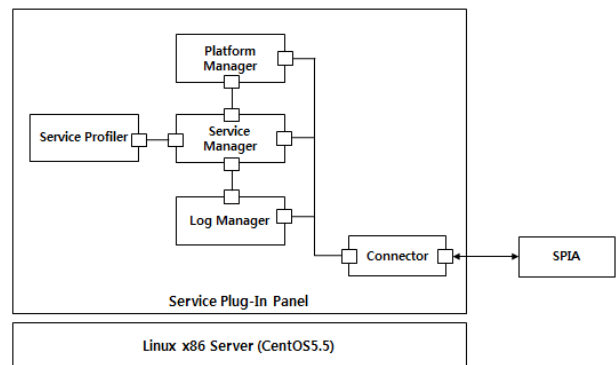 Platform
Manager
Service Profiler
Service
Manager
Log Manager
Connector
SPIA
Service Plug-In Panel
Linux x86 Server (CentOS5.5)